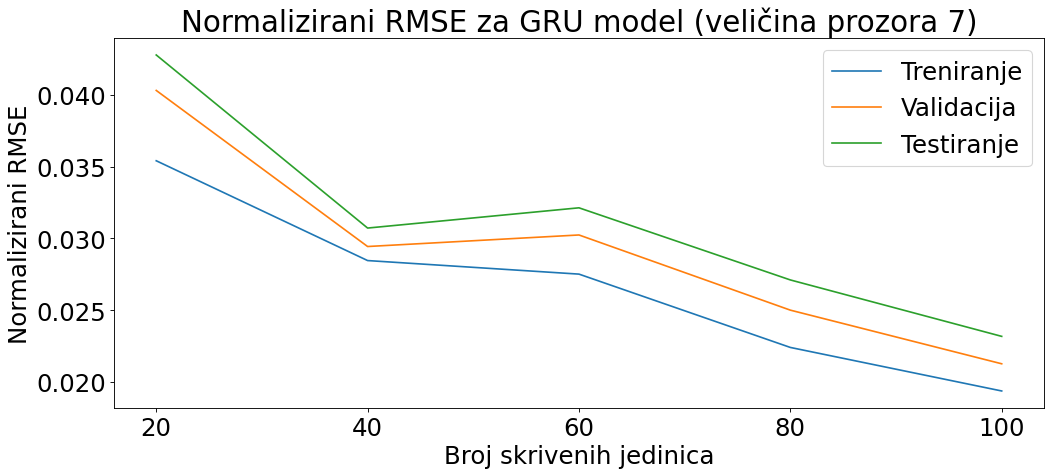 Normalizirani RMSE za GRU model (veličina prozora 7)
Treniranje
Validacija
Testiranje
Normalizirani RMSE
0.040
0.035
0.030
0.025
0.020
20 40 60 80 100
Broj skrivenih jedinica